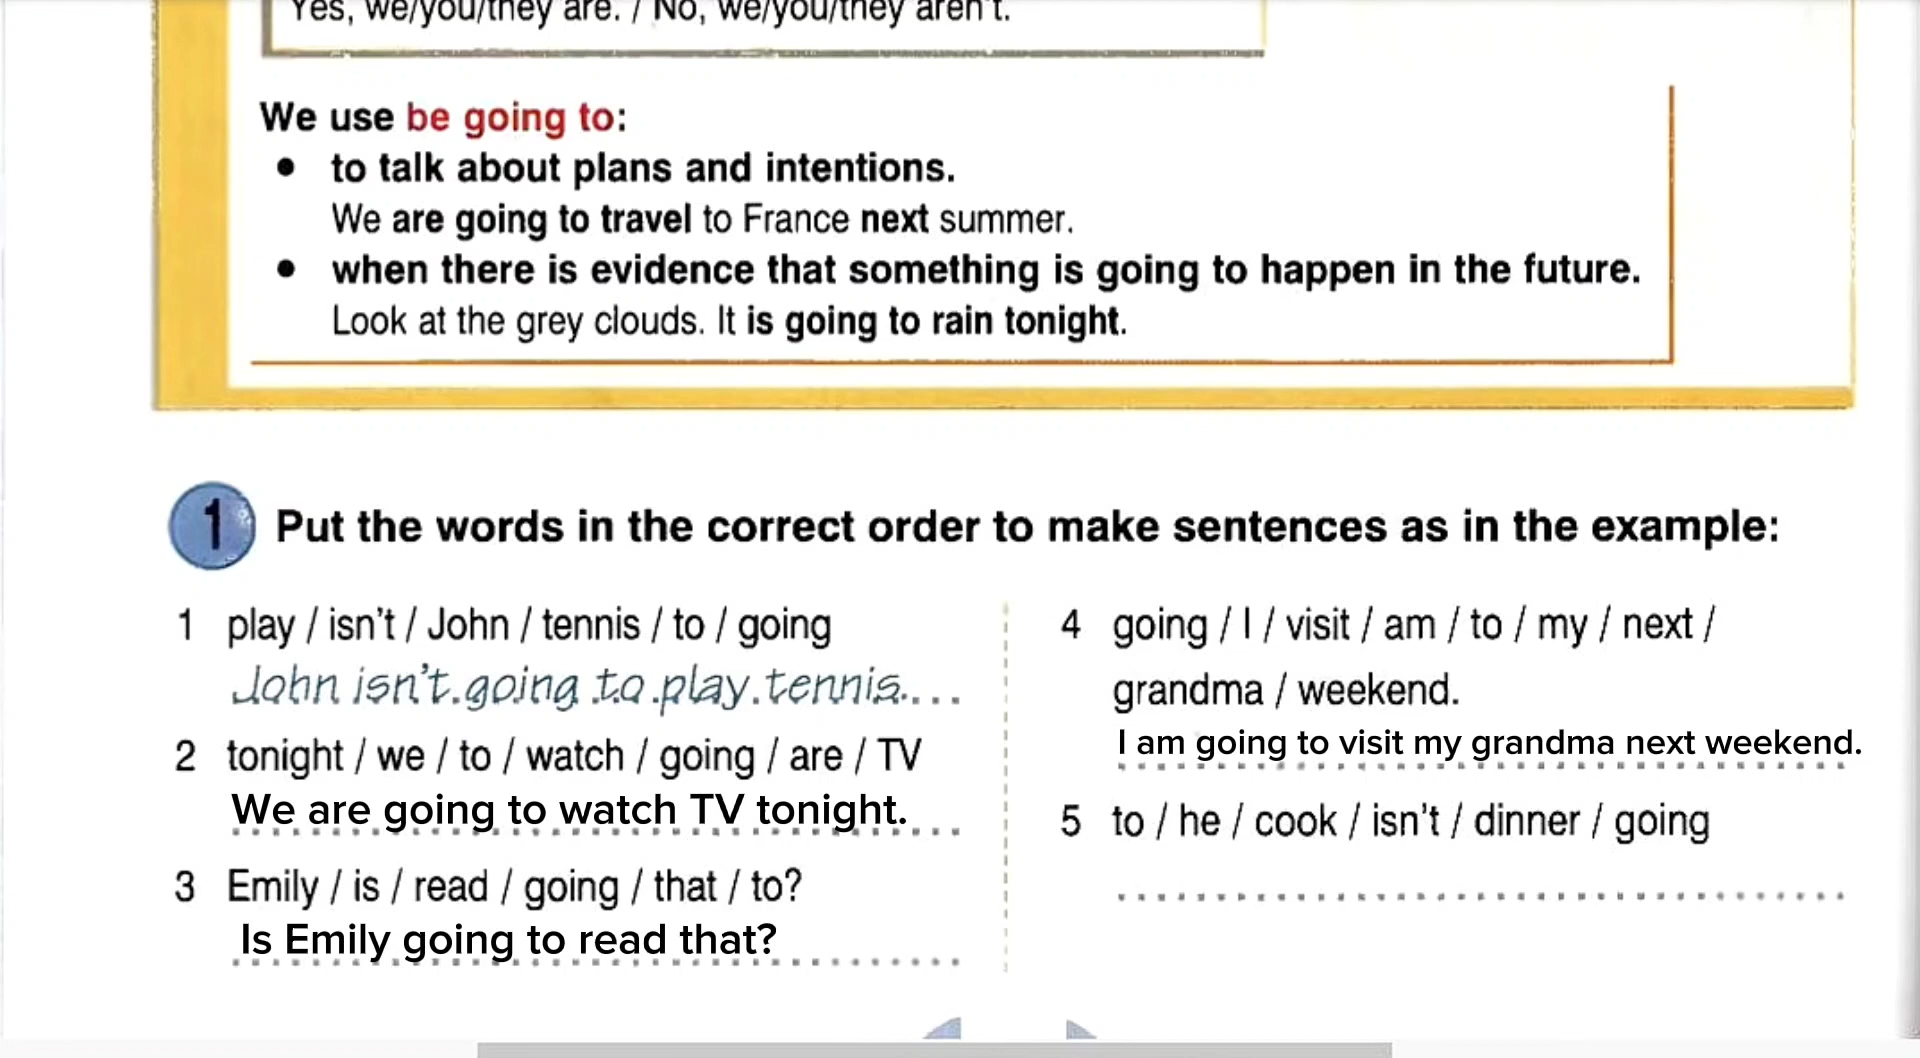 Yes, we/you/they are. / No, we/you/they aren't.
We use be going to:
• to talk about plans and intentions.
We are going to travel to France next summer.
• when there is evidence that something is going to happen in the future.
Look at the grey clouds. It is going to rain tonight.
1 Put the words in the correct order to make sentences as in the example:
1 play / isn't / John / tennis / to / going
John isn't going to play tennis....
2 tonight / we / to / watch / going / are / TV
We are going to watch TV tonight.
3 Emily / is / read / going / that / to?
Is Emily going to read that?
4 going / I / visit / am / to / my / next /
grandma / weekend.
I am going to visit my grandma next weekend.
5 to / he / cook / isn't / dinner / going